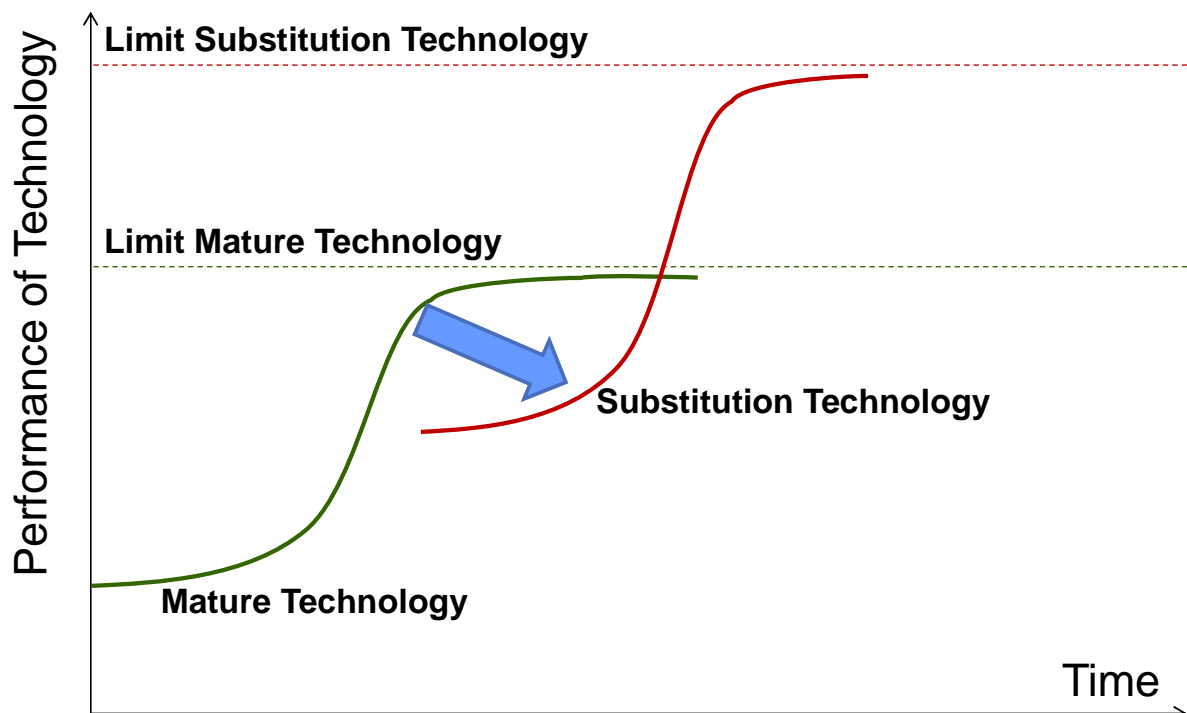 Performance of Technology
Limit Substitution Technology
Limit Mature Technology
Substitution Technology
Mature Technology
Time